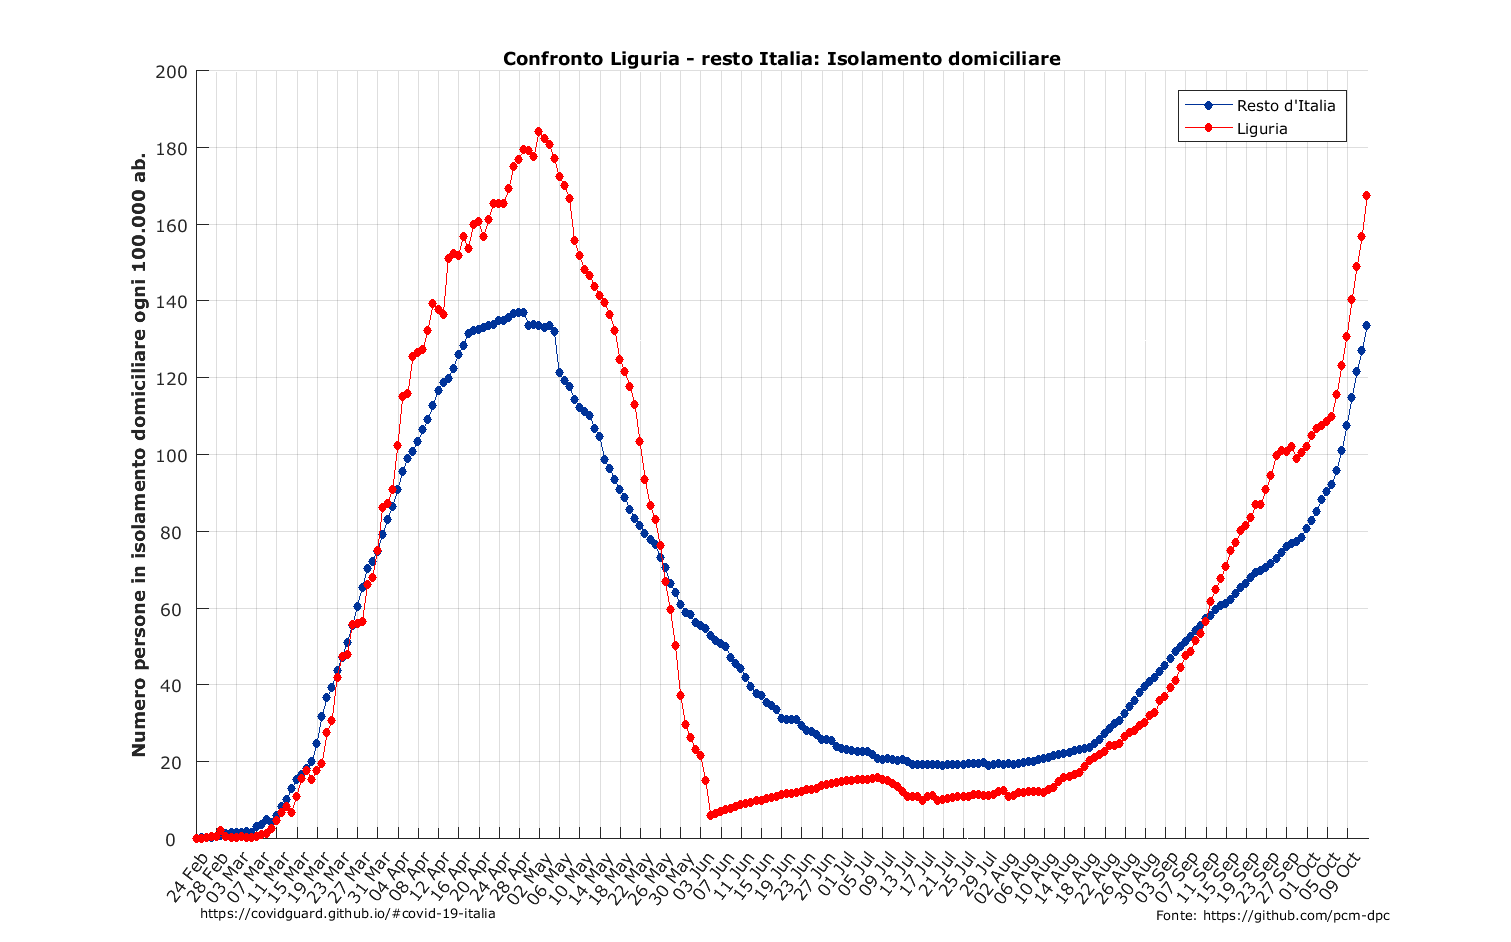 Confronto Liguria - resto Italia: Isolamento domiciliare
Numero persone in isolamento domiciliare ogni 100.000 ab.
200
180
160
140
120
100
80
60
40
20
0
Resto d'Italia
Liguria
24 Feb
28 Feb
03 Mar
07 Mar
11 Mar
15 Mar
19 Mar
23 Mar
27 Mar
31 Mar
04 Apr
08 Apr
12 Apr
16 Apr
20 Apr
24 Apr
28 Apr
02 May
06 May
10 May
14 May
18 May
22 May
26 May
30 May
03 Jun
07 Jun
11 Jun
15 Jun
19 Jun
23 Jun
27 Jun
01 Jul
05 Jul
09 Jul
13 Jul
17 Jul
21 Jul
25 Jul
29 Jul
02 Aug
06 Aug
10 Aug
14 Aug
18 Aug
22 Aug
26 Aug
30 Aug
03 Sep
07 Sep
11 Sep
15 Sep
19 Sep
23 Sep
27 Sep
01 Oct
05 Oct
09 Oct
https://covidguard.github.io/#covid-19-italia
Fonte: https://github.com/pcm-dpc